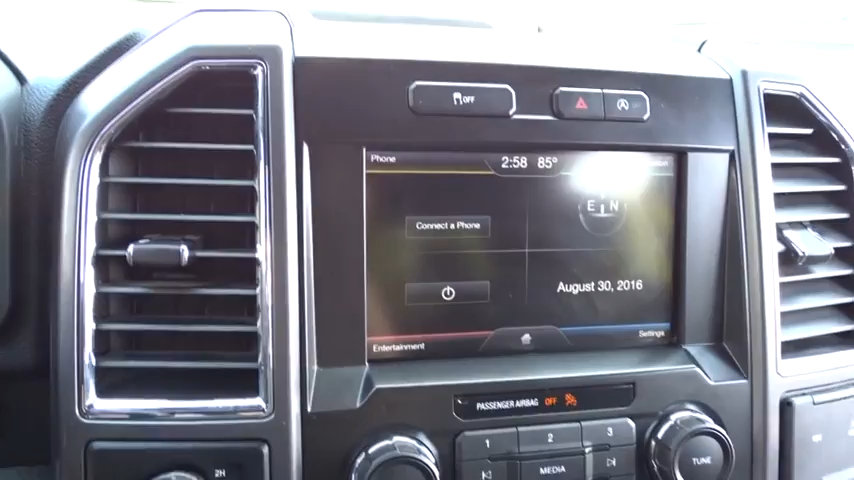 OFF
Phone
2:58 85°
Connect a Phone
E N
August 30, 2016
Entertainment
Settings
PASSENGER AIRBAG OFF
1 2 3
MEDIA
TUNE
2H